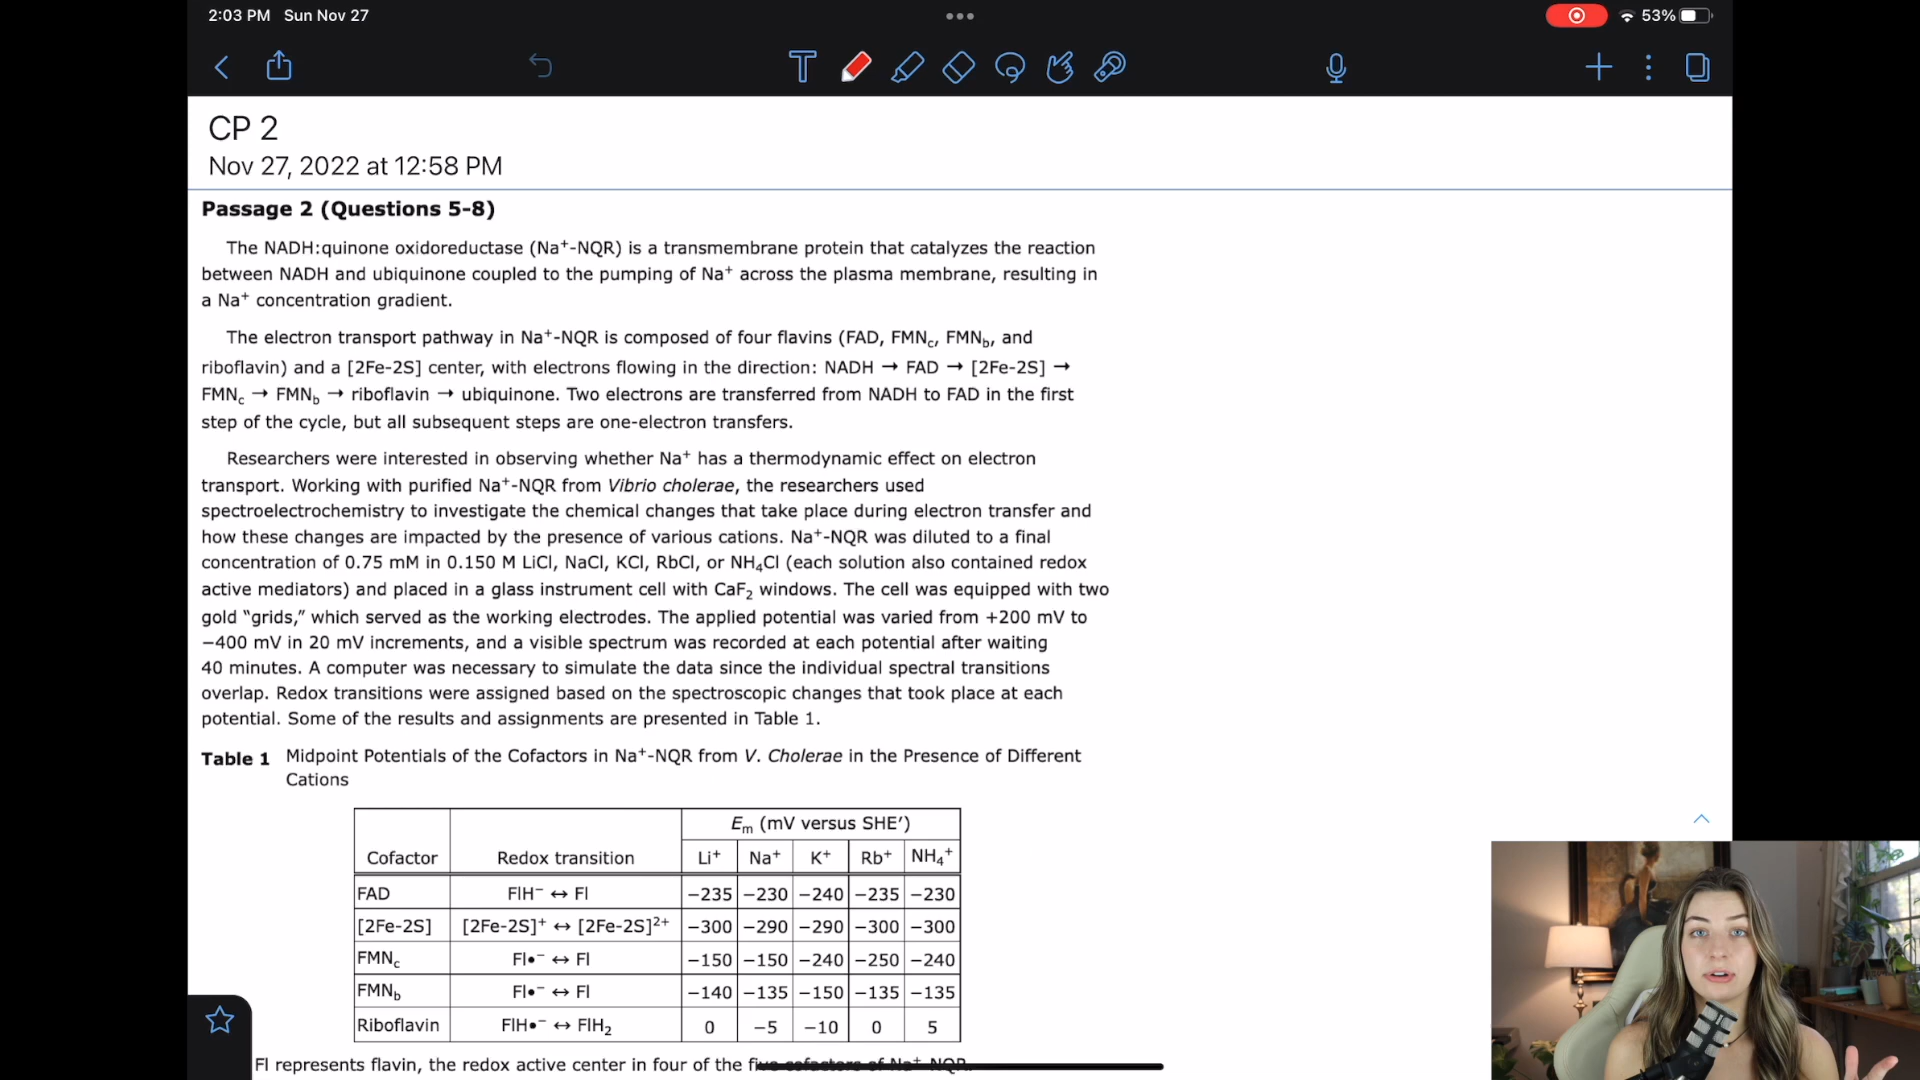 2:03 PM Sun Nov 27
53%
CP 2
Nov 27, 2022 at 12:58 PM
Passage 2 (Questions 5-8)
The NADH:quinone oxidoreductase (Na⁺-NQR) is a transmembrane protein that catalyzes the reaction
between NADH and ubiquinone coupled to the pumping of Na⁺ across the plasma membrane, resulting in
a Na⁺ concentration gradient.
The electron transport pathway in Na⁺-NQR is composed of four flavins (FAD, FMNc, FMNb, and
riboflavin) and a [2Fe-2S] center, with electrons flowing in the direction: NADH → FAD → [2Fe-2S] →
FMNc → FMNb → riboflavin → ubiquinone. Two electrons are transferred from NADH to FAD in the first
step of the cycle, but all subsequent steps are one-electron transfers.
Researchers were interested in observing whether Na⁺ has a thermodynamic effect on electron
transport. Working with purified Na⁺-NQR from Vibrio cholerae, the researchers used
spectroelectrochemistry to investigate the chemical changes that take place during electron transfer and
how these changes are impacted by the presence of various cations. Na⁺-NQR was diluted to a final
concentration of 0.75 mM in 0.150 M LiCl, NaCl, KCl, RbCl, or NH₄Cl (each solution also contained redox
active mediators) and placed in a glass instrument cell with CaF₂ windows. The cell was equipped with two
gold “grids,” which served as the working electrodes. The applied potential was varied from +200 mV to
−400 mV in 20 mV increments, and a visible spectrum was recorded at each potential after waiting
40 minutes. A computer was necessary to simulate the data since the individual spectral transitions
overlap. Redox transitions were assigned based on the spectroscopic changes that took place at each
potential. Some of the results and assignments are presented in Table 1.
Table 1 Midpoint Potentials of the Cofactors in Na⁺-NQR from V. Cholerae in the Presence of Different
Cations
Em (mV versus SHE′)
Cofactor Redox transition Li⁺ Na⁺ K⁺ Rb⁺ NH₄⁺
FAD FlH⁻ ↔ Fl −235 −230 −240 −235 −230
[2Fe-2S] [2Fe-2S]⁺ ↔ [2Fe-2S]²⁺ −300 −290 −290 −300 −300
FMNc Fl•⁻ ↔ Fl −150 −150 −240 −250 −240
FMNb Fl•⁻ ↔ Fl −140 −135 −150 −135 −135
Riboflavin FlH•⁻ ↔ FlH₂ 0 −5 −10 0 5
Fl represents flavin, the redox active center in four of the five cofactors of Na⁺-NQR.